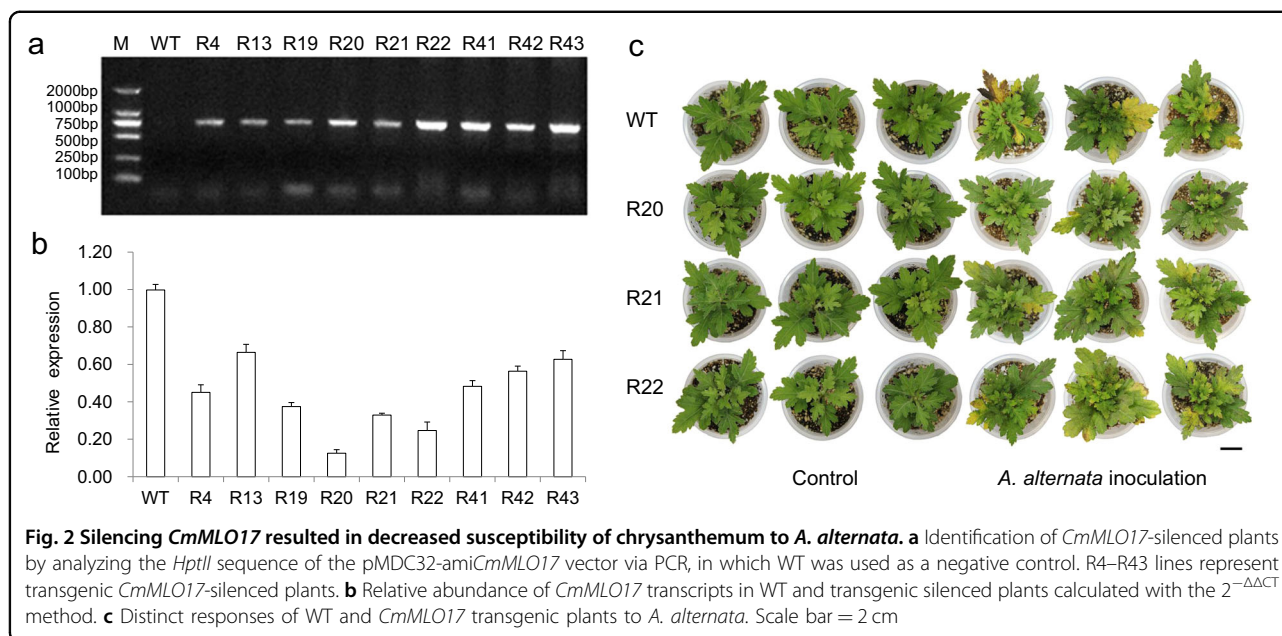 a
M WT R4 R13 R19 R20 R21 R22 R41 R42 R43
2000bp
1000bp
750bp
500bp
250bp
100bp
b
Relative expression
1.20
1.00
0.80
0.60
0.40
0.20
0.00
WT R4 R13 R19 R20 R21 R22 R41 R42 R43
c
WT
R20
R21
R22
Control A. alternata inoculation
Fig. 2 Silencing CmMLO17 resulted in decreased susceptibility of chrysanthemum to A. alternata. a Identification of CmMLO17-silenced plants
by analyzing the HptII sequence of the pMDC32-amiCmMLO17 vector via PCR, in which WT was used as a negative control. R4–R43 lines represent
transgenic CmMLO17-silenced plants. b Relative abundance of CmMLO17 transcripts in WT and transgenic silenced plants calculated with the 2−ΔΔCT
method. c Distinct responses of WT and CmMLO17 transgenic plants to A. alternata. Scale bar = 2 cm